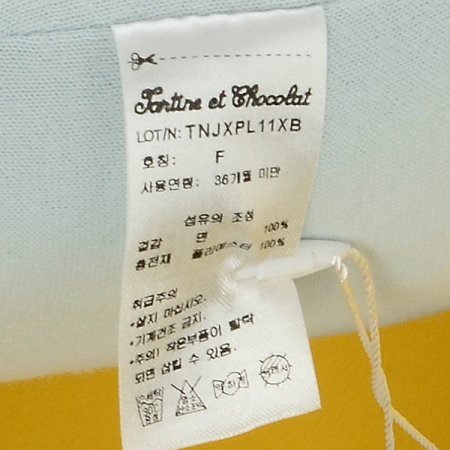 Tartine et Chocolat
LOT/N: TNJXPL11XB
호칭: F
사용연령: 36개월 미만
섬유의 조성
겉감 면 100%
충전재 폴리에스터 100%
취급주의
•삶지 마십시오.
•기계건조 금지.
•주의! 작은부품이 탈락
되면 삼킬 수 있음.